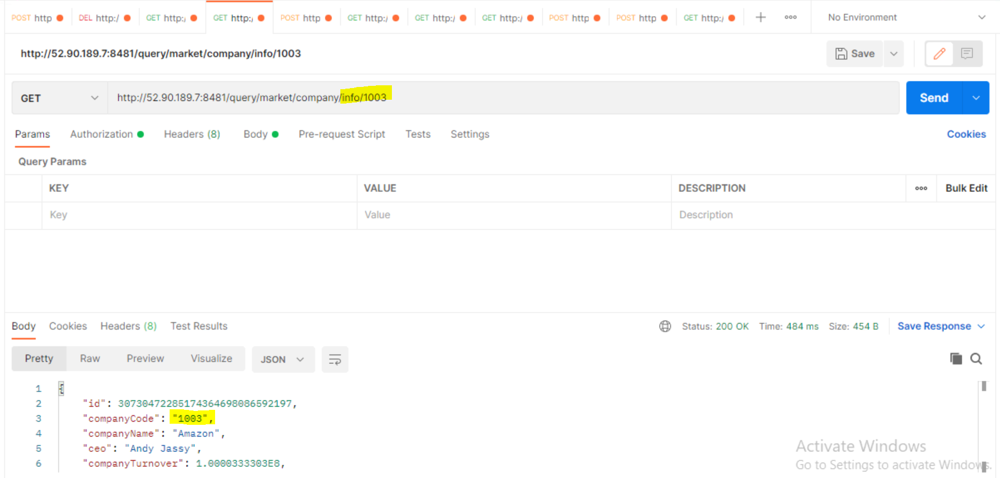 POST http DEL http:/ GET http:/ GET http:/ POST http GET http:/ GET http:/ GET http:/ POST http POST http GET http:/ No Environment
http://52.90.189.7:8481/query/market/company/info/1003 Save
GET http://52.90.189.7:8481/query/market/company/info/1003 Send
Params Authorization Headers (8) Body Pre-request Script Tests Settings Cookies
Query Params
KEY VALUE DESCRIPTION Bulk Edit
Key Value Description
Body Cookies Headers (8) Test Results Status: 200 OK Time: 484 ms Size: 454 B Save Response
Pretty Raw Preview Visualize JSON
1 {
2 "id": 30730472285174364698086592197,
3 "companyCode": "1003",
4 "companyName": "Amazon",
5 "ceo": "Andy Jassy",
6 "companyTurnover": 1.0000333303E8,
Activate Windows
Go to Settings to activate Windows.